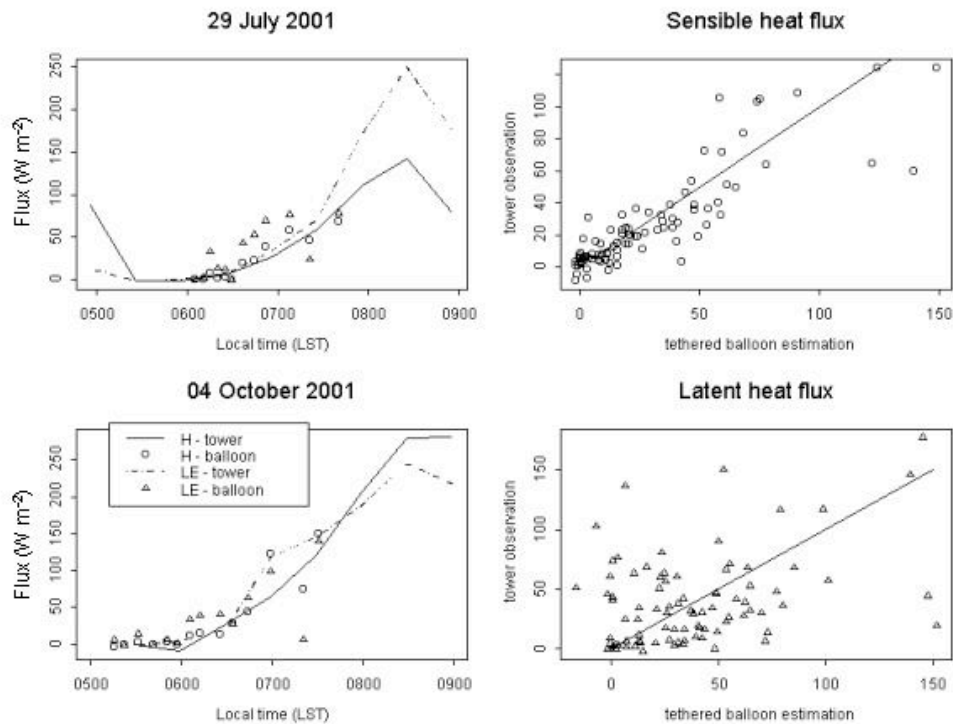 29 July 2001
Flux (W m-2)
0 50 100 150 200 250
0500 0600 0700 0800 0900
Local time (LST)
Sensible heat flux
tower observation
0 20 40 60 80 100
0 50 100 150
tethered balloon estimation
04 October 2001
H - tower
H - balloon
LE - tower
LE - balloon
Flux (W m-2)
0 50 100 150 200 250
0500 0600 0700 0800 0900
Local time (LST)
Latent heat flux
tower observation
0 50 100 150
0 50 100 150
tethered balloon estimation